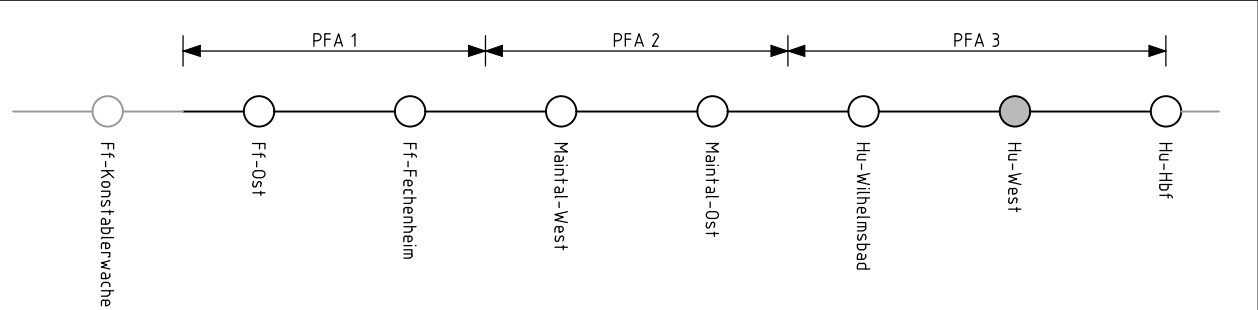 PFA 1
PFA 2
PFA 3
Ff-Konstablerwache
Ff-Ost
Ff-Fechenheim
Maintal-West
Maintal-Ost
Hu-Wilhelmsbad
Hu-West
Hu-Hbf